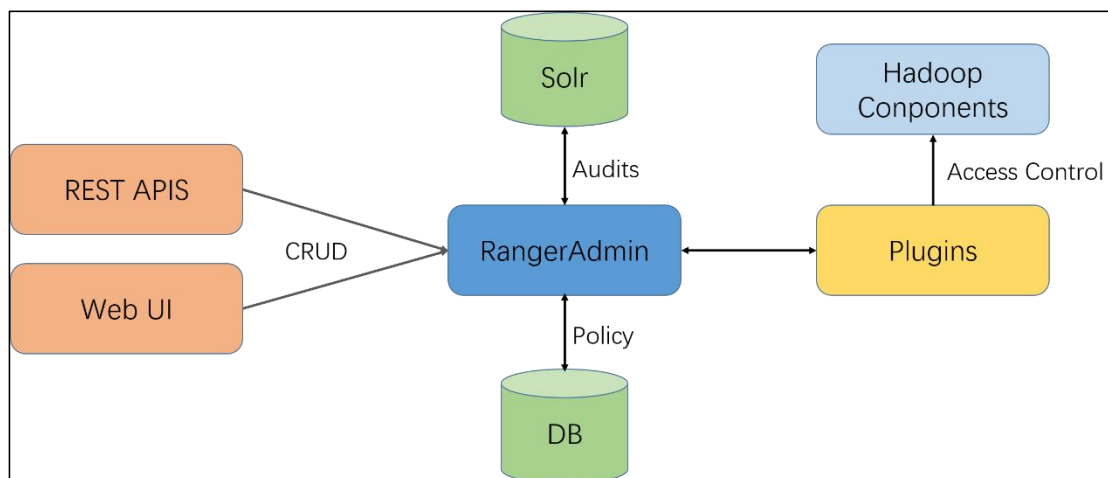 Solr
Hadoop
Conponents
Audits
Access Control
REST APIS
CRUD
RangerAdmin
Plugins
Web UI
Policy
DB